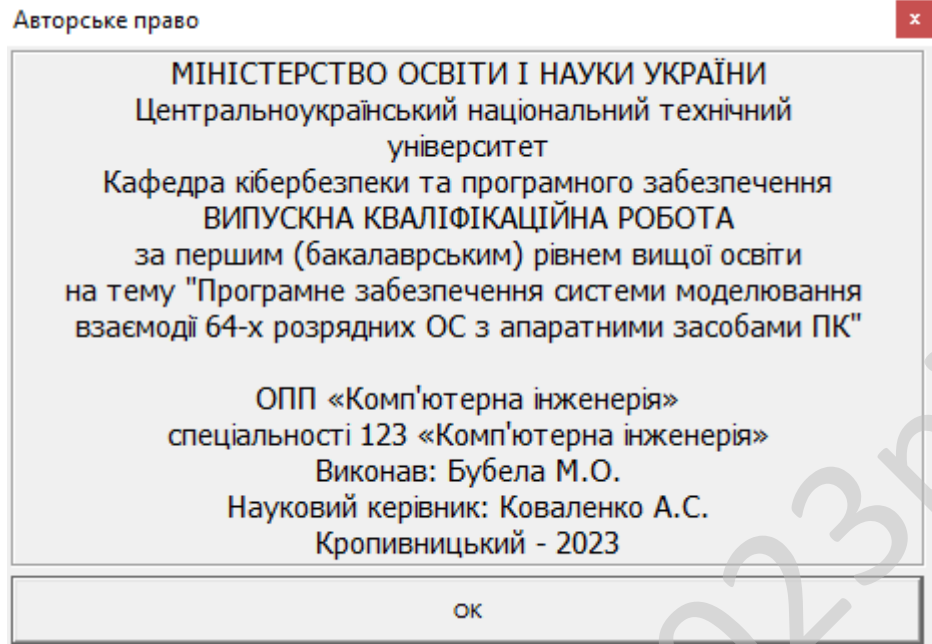 Авторське право
x
МІНІСТЕРСТВО ОСВІТИ І НАУКИ УКРАЇНИ
Центральноукраїнський національний технічний
університет
Кафедра кібербезпеки та програмного забезпечення
ВИПУСКНА КВАЛІФІКАЦІЙНА РОБОТА
за першим (бакалаврським) рівнем вищої освіти
на тему "Програмне забезпечення системи моделювання
взаємодії 64-х розрядних ОС з апаратними засобами ПК"
ОПП «Комп'ютерна інженерія»
спеціальності 123 «Комп'ютерна інженерія»
Виконав: Бубела М.О.
Науковий керівник: Коваленко А.С.
Кропивницький - 2023
ОК